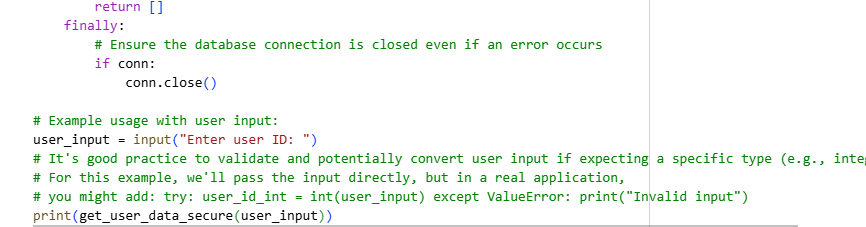 return []
finally:
# Ensure the database connection is closed even if an error occurs
if conn:
conn.close()
# Example usage with user input:
user_input = input("Enter user ID: ")
# It's good practice to validate and potentially convert user input if expecting a specific type (e.g., integ
# For this example, we'll pass the input directly, but in a real application,
# you might add: try: user_id_int = int(user_input) except ValueError: print("Invalid input")
print(get_user_data_secure(user_input))